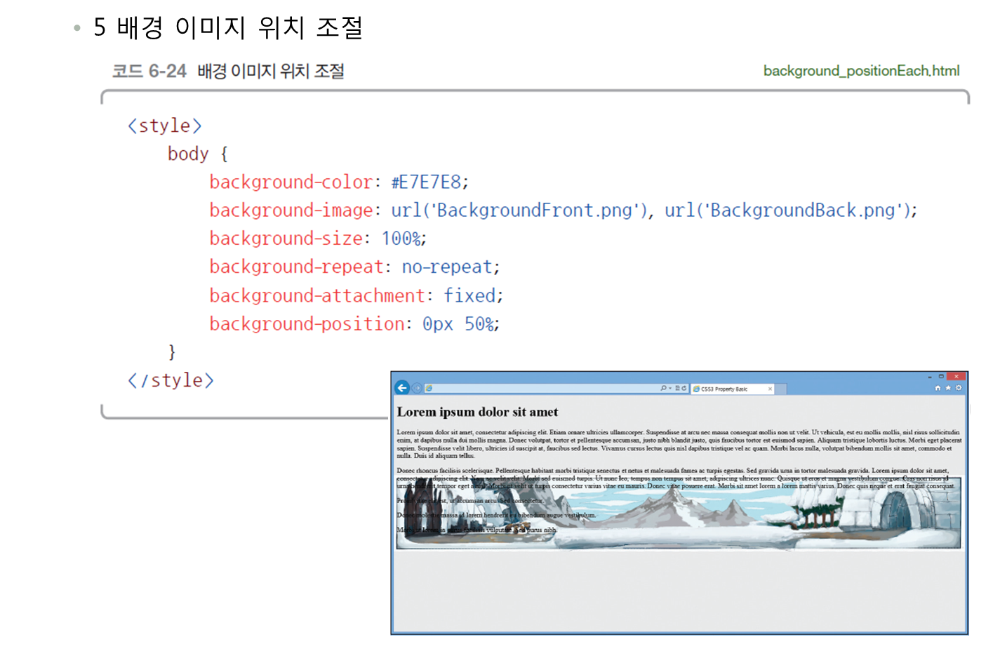 • 5 배경 이미지 위치 조절
코드 6-24 배경 이미지 위치 조절
background_positionEach.html
<style>
body {
background-color: #E7E7E8;
background-image: url('BackgroundFront.png'), url('BackgroundBack.png');
background-size: 100%;
background-repeat: no-repeat;
background-attachment: fixed;
background-position: 0px 50%;
}
</style>
CSS3 Property Basic
Lorem ipsum dolor sit amet
Lorem ipsum dolor sit amet, consectetur adipiscing elit. Etiam ornare ultricies ullamcorper. Suspendisse at arcu nec massa consequat mollis non ut velit. Ut vehicula, est eu mollis mollis, nisl risus sollicitudin
enim, at dapibus nulla dui mollis magna. Donec volutpat, tortor et pellentesque accumsan, justo nibh blandit justo, quis faucibus tortor est euismod sapien. Aliquam tristique lobortis luctus. Morbi eget placerat
sapien. Suspendisse velit libero, ultricies id suscipit at, faucibus sed lectus. Vivamus cursus lectus quis nisl dapibus tristique vel ac quam. Morbi lacus nulla, volutpat bibendum mollis sit amet, commodo et
nulla. Duis id aliquam tellus.
Donec rhoncus facilisis scelerisque. Pellentesque habitant morbi tristique senectus et netus et malesuada fames ac turpis egestas. Sed gravida urna in tortor malesuada gravida. Lorem ipsum dolor sit amet,
consectetur adipiscing elit. Nam ac velit velit. Morbi sed euismod turpis. Ut nunc leo, tempus non tempus sit amet, adipiscing ultrices nunc. Quisque ut eros et magna vestibulum congue. Cras non risus id
urna hendrerit tempor eget a nisl. Morbi ut velit ut turpis consectetur varius vitae eu mauris. Donec vitae posuere erat. Morbi sit amet lorem a lorem mattis varius. Donec quis neque et erat feugiat consequat.
est, ut accumsan arcu. Sed consectetur.
Donec molestie massa id lorem hendrerit eu bibendum augue vestibulum.
facilisis vulputate. Sed purus nibh.